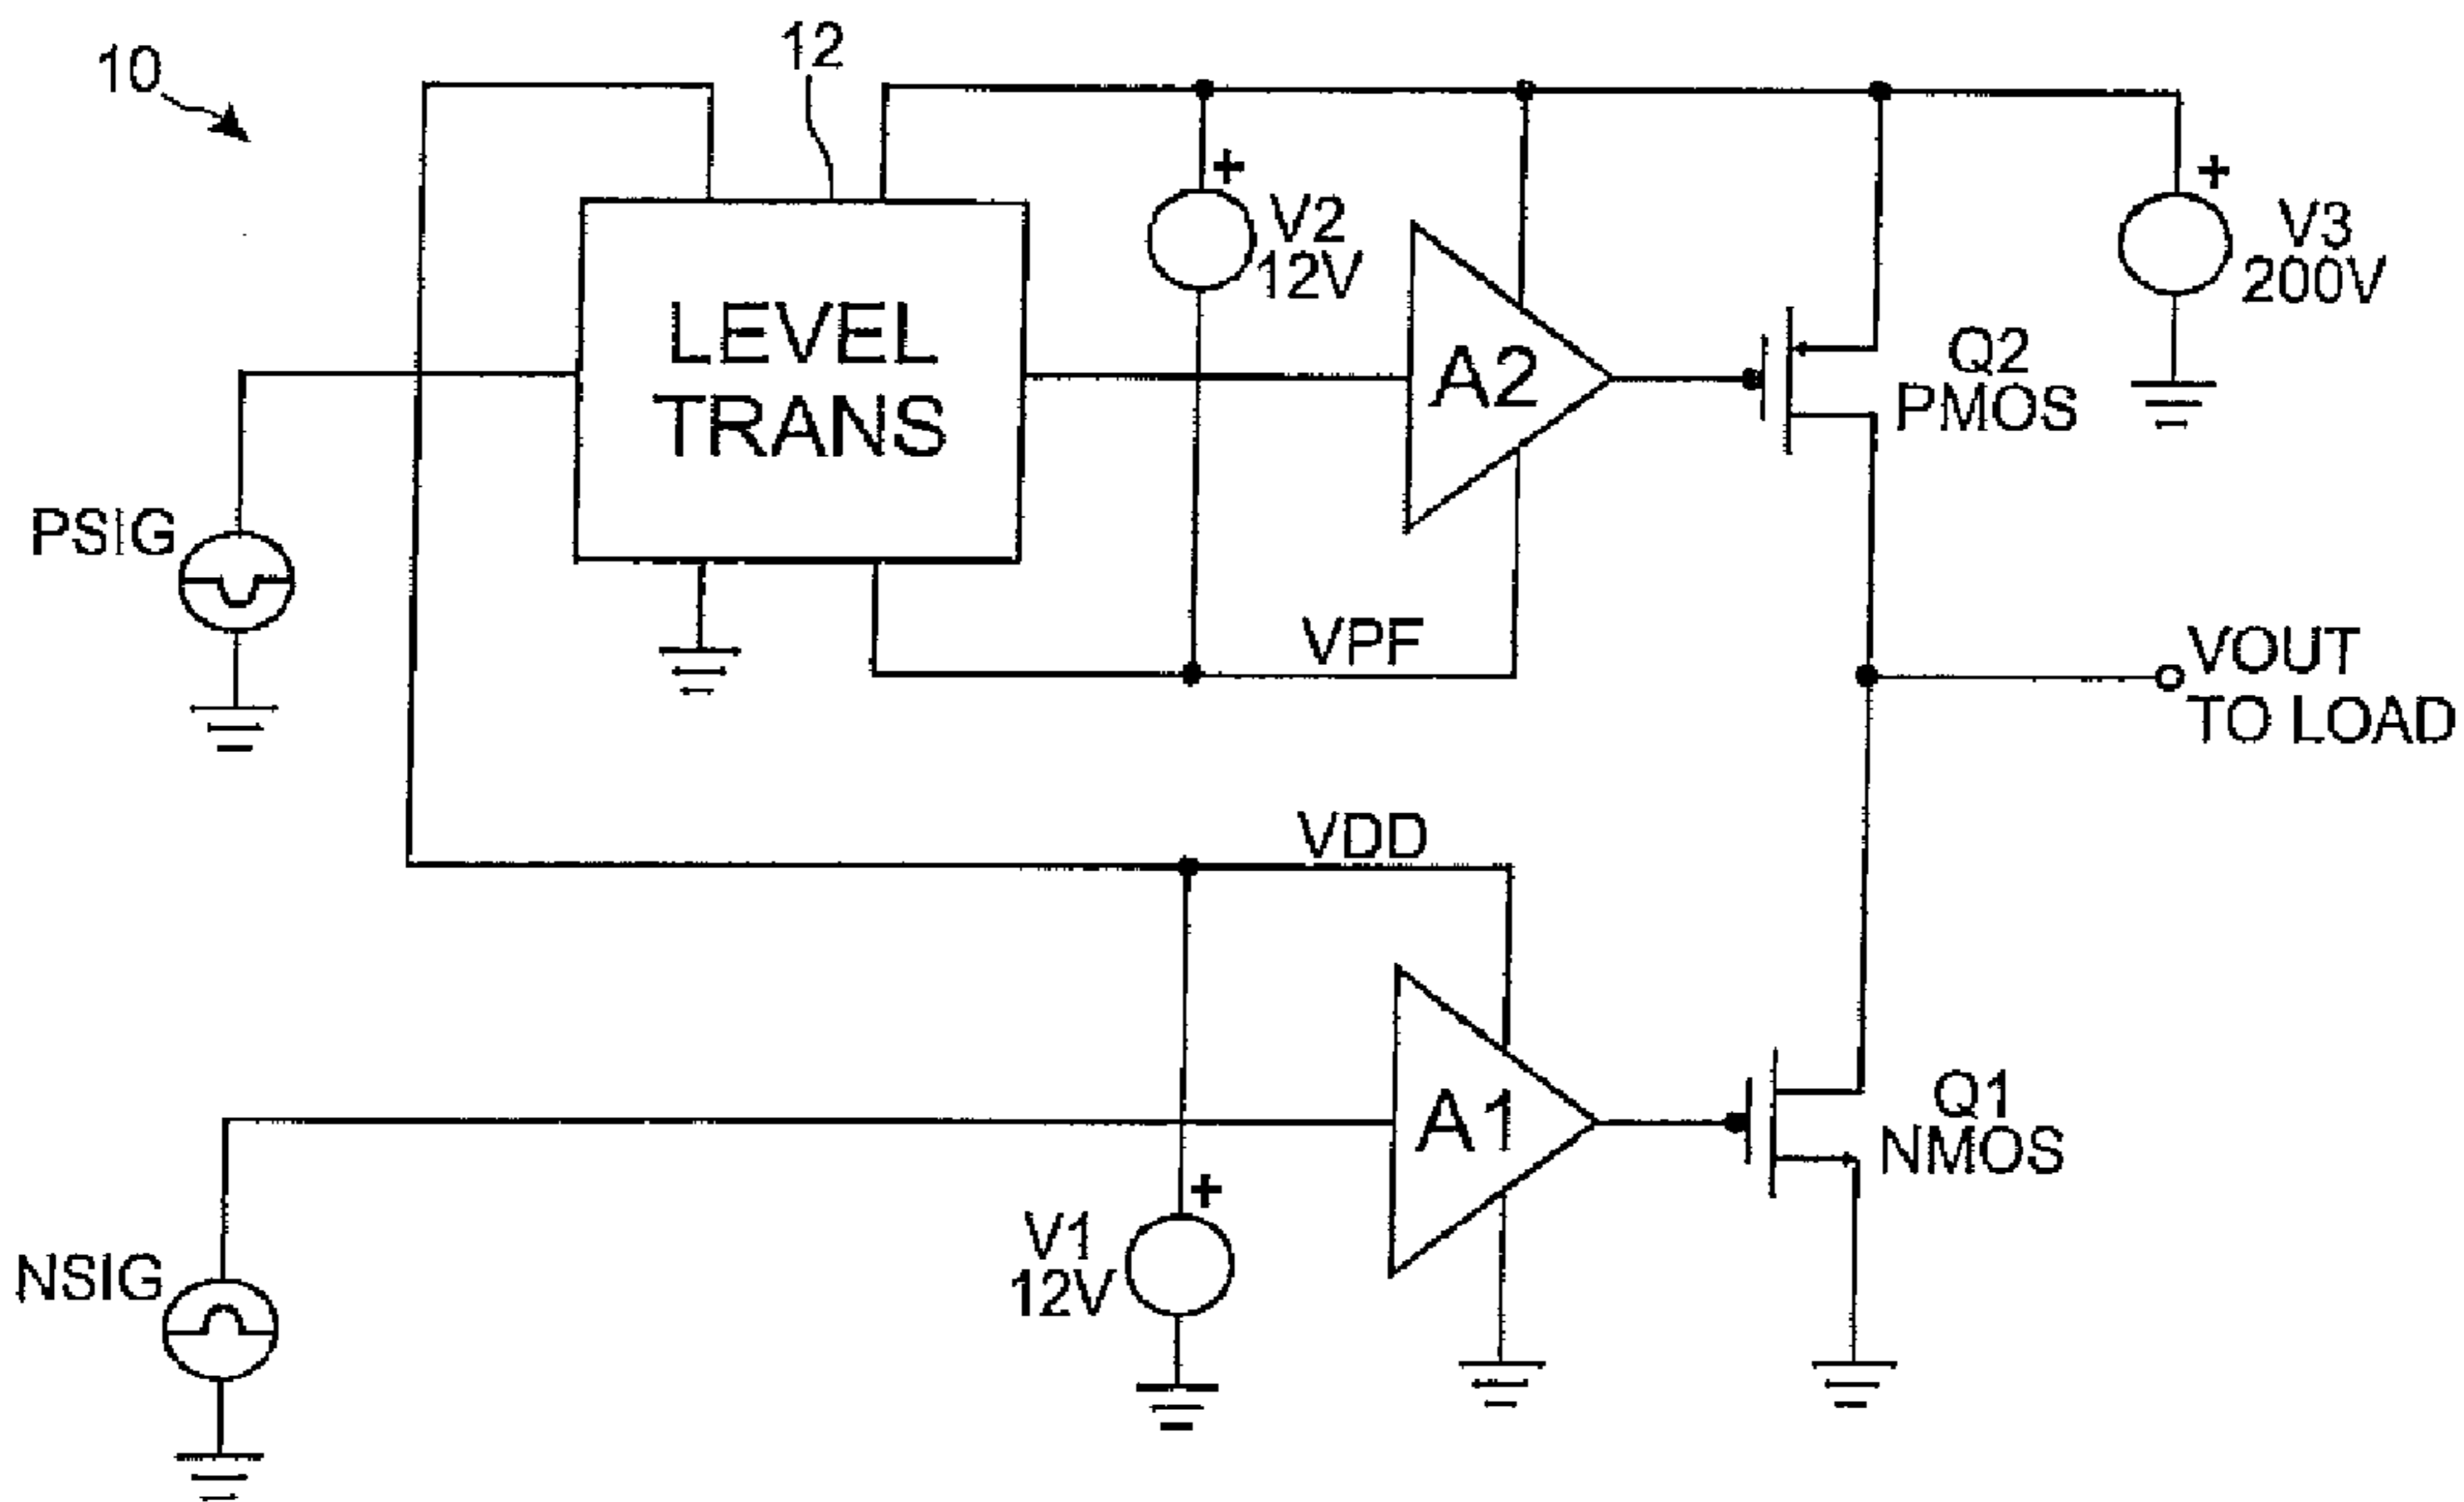 10
12
V2
12V
V3
200V
LEVEL
TRANS
A2
Q2
PMOS
PSIG
VPF
VOUT
TO LOAD
VDD
A1
Q1
NMOS
V1
12V
NSIG
+
+
+